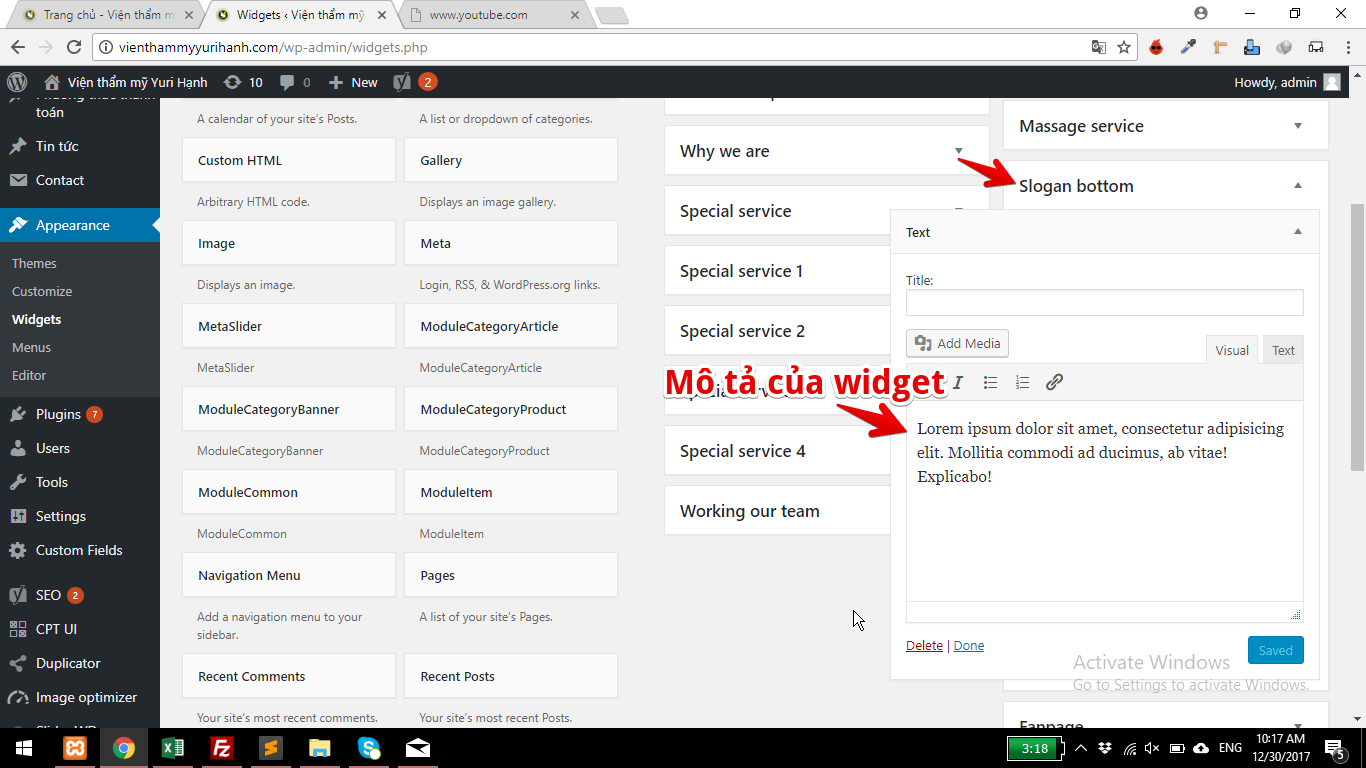 Trang chủ - Viện thẩm m
Widgets ‹ Viện thẩm mỹ
www.youtube.com
vienthammyyurihanh.com/wp-admin/widgets.php
Viện thẩm mỹ Yuri Hạnh
10
0
New
2
Howdy, admin
toán
Tin tức
Contact
Appearance
Themes
Customize
Widgets
Menus
Editor
Plugins 7
Users
Tools
Settings
Custom Fields
SEO 2
CPT UI
Duplicator
Image optimizer
A calendar of your site's Posts.
A list or dropdown of categories.
Custom HTML
Gallery
Arbitrary HTML code.
Displays an image gallery.
Image
Meta
Displays an image.
Login, RSS, & WordPress.org links.
MetaSlider
ModuleCategoryArticle
MetaSlider
ModuleCategoryArticle
ModuleCategoryBanner
ModuleCategoryProduct
ModuleCategoryBanner
ModuleCategoryProduct
ModuleCommon
ModuleItem
ModuleCommon
ModuleItem
Navigation Menu
Pages
Add a navigation menu to your
sidebar.
A list of your site's Pages.
Recent Comments
Recent Posts
Your site's most recent comments.
Your site's most recent Posts.
Why we are
Special service
Special service 1
Special service 2
Mô tả của widget
Special service 4
Working our team
Massage service
Slogan bottom
Text
Title:
Add Media
Visual
Text
I
Lorem ipsum dolor sit amet, consectetur adipisicing
elit. Mollitia commodi ad ducimus, ab vitae!
Explicabo!
Delete | Done
Saved
Activate Windows
Go to Settings to activate Windows.
Fanpage
3:18
ENG
10:17 AM
12/30/2017
5